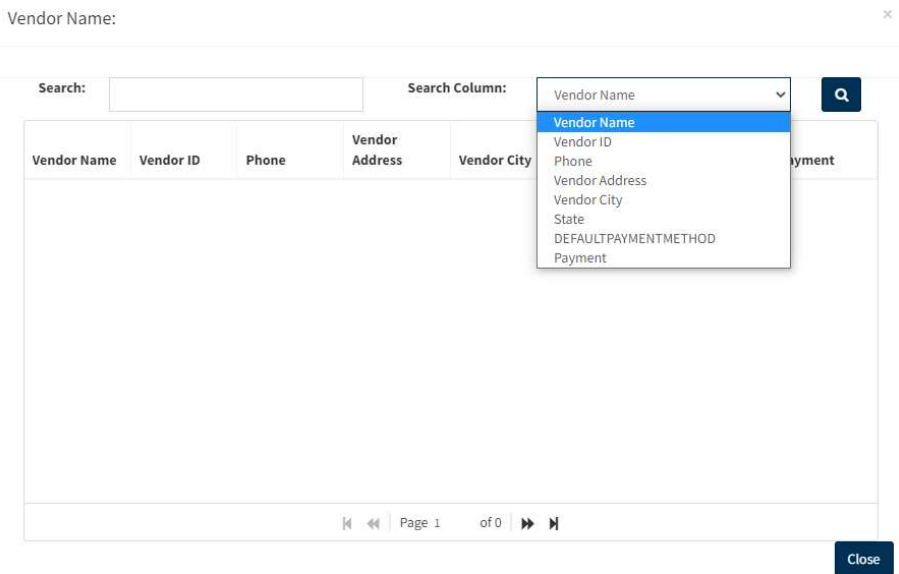 Vendor Name:
×
Search:
Search Column:
Vendor Name
Vendor Name
Vendor ID
Phone
Vendor Address
Vendor City
State
DEFAULTPAYMENTMETHOD
Payment
Vendor Name Vendor ID Phone Vendor Address Vendor City
Page 1 of 0
Close